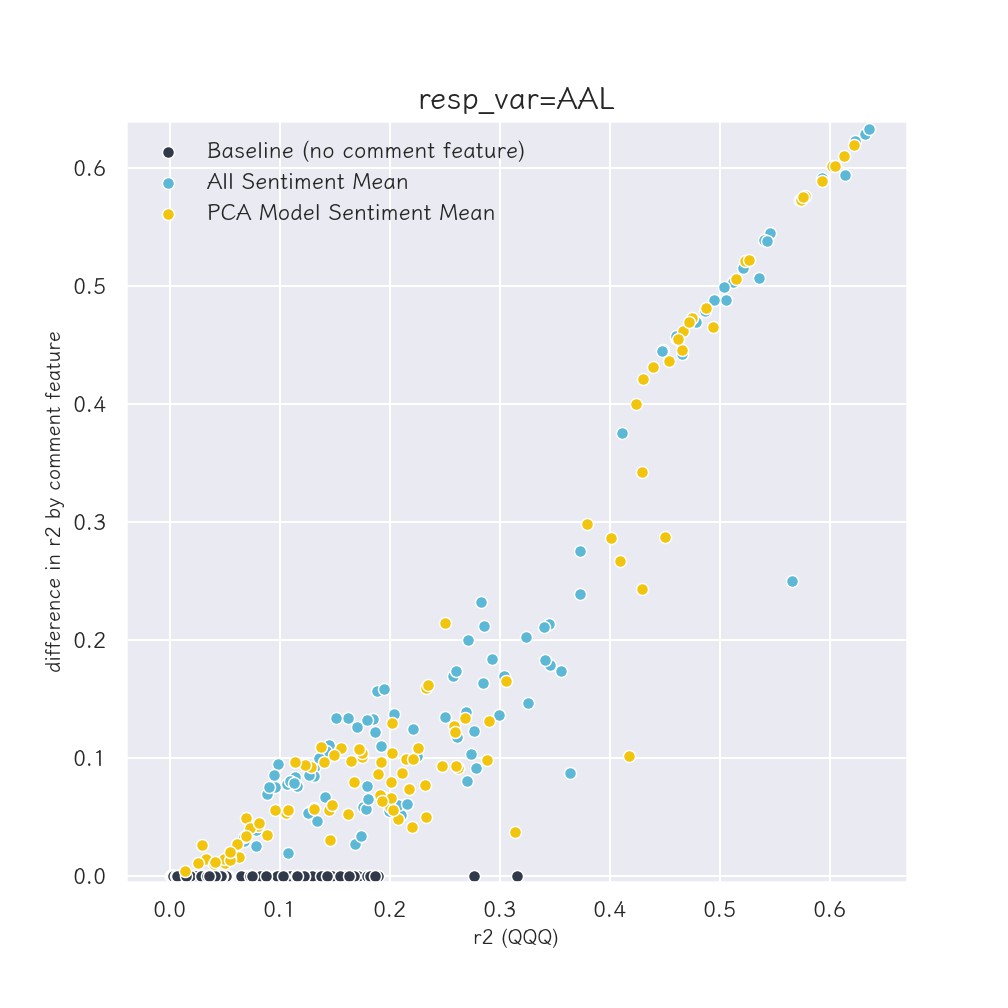 resp_var=AAL
Baseline (no comment feature)
All Sentiment Mean
PCA Model Sentiment Mean
difference in r2 by comment feature
0.6
0.5
0.4
0.3
0.2
0.1
0.0
0.0 0.1 0.2 0.3 0.4 0.5 0.6
r2 (QQQ)